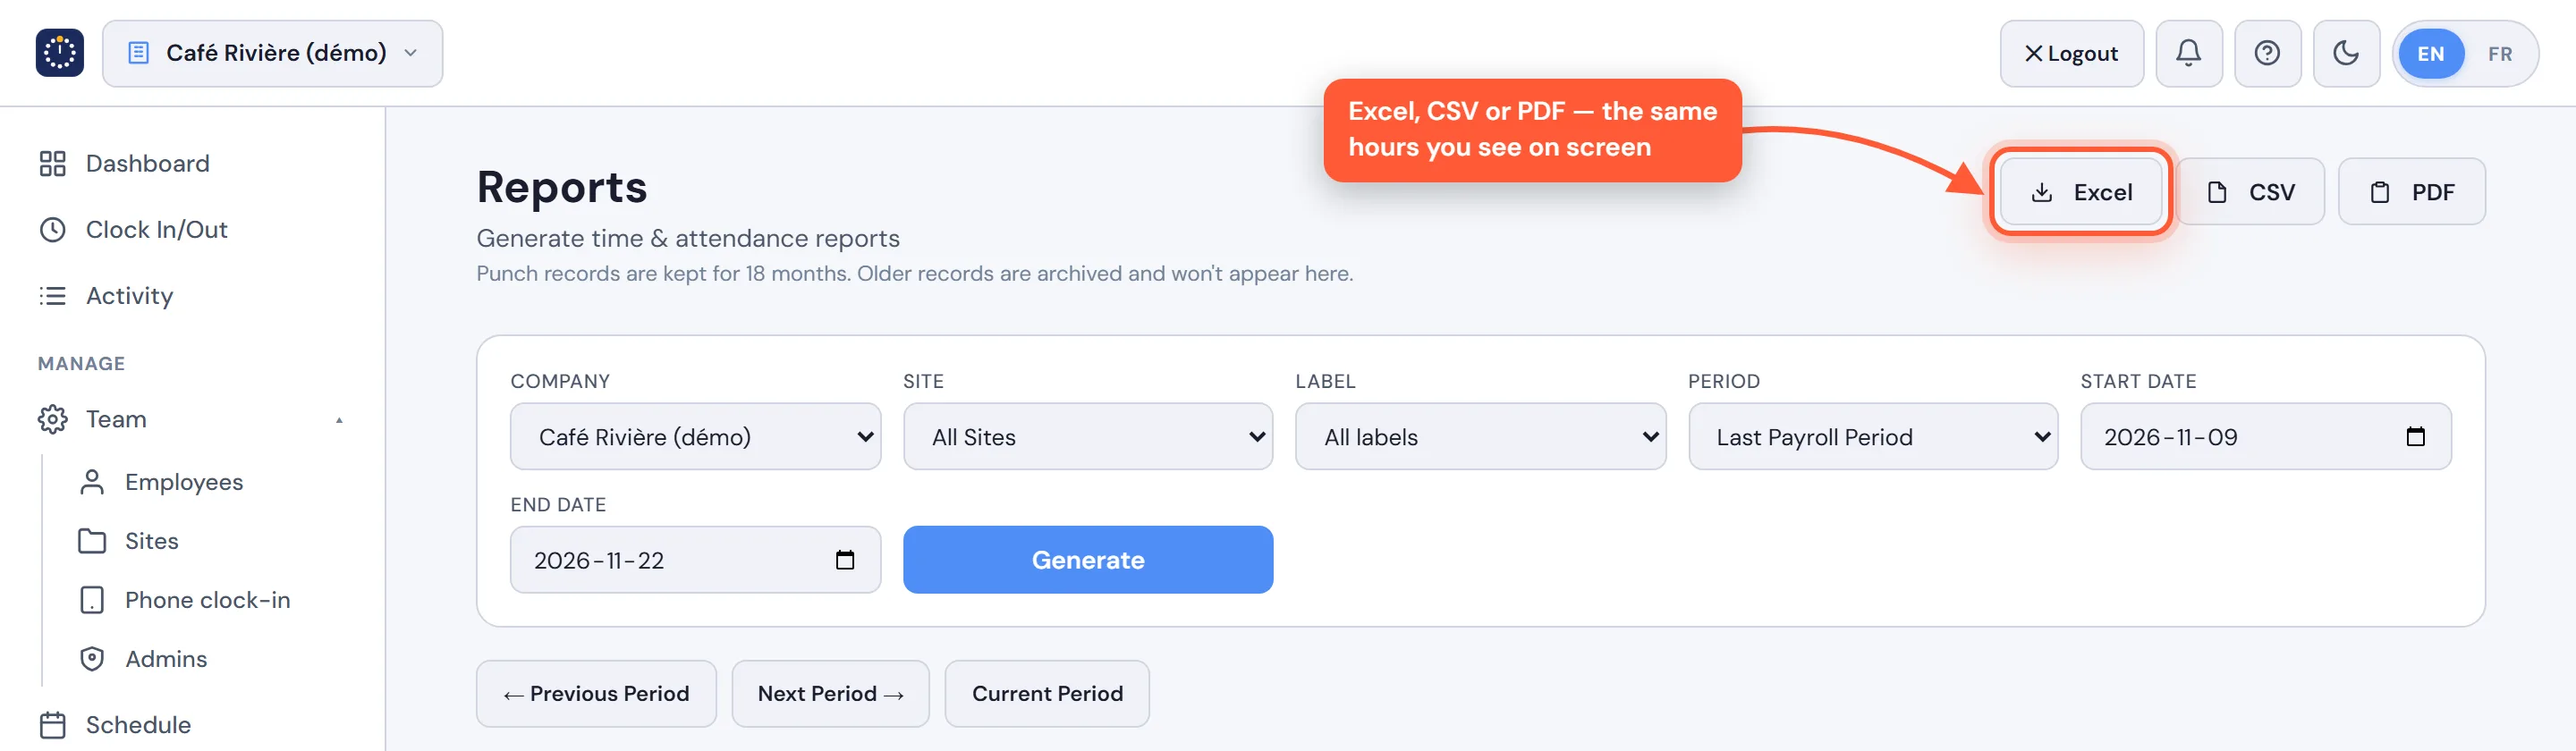 Café Rivière (démo)
Logout
EN
FR
Excel, CSV or PDF — the same
hours you see on screen
Dashboard
Clock In/Out
Activity
MANAGE
Team
Employees
Sites
Phone clock-in
Admins
Schedule
Reports
Generate time & attendance reports
Punch records are kept for 18 months. Older records are archived and won't appear here.
Excel
CSV
PDF
COMPANY
SITE
LABEL
PERIOD
START DATE
Café Rivière (démo)
All Sites
All labels
Last Payroll Period
2026-11-09
END DATE
2026-11-22
Generate
← Previous Period
Next Period →
Current Period